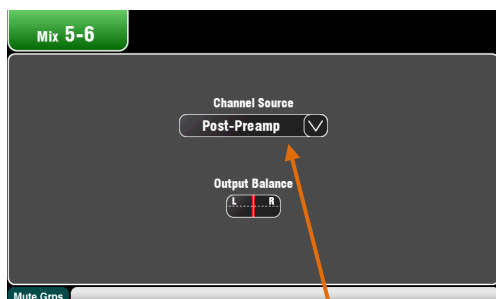 Mix 5-6
Channel Source
Post-Preamp
Output Balance
L R
Mute Grps